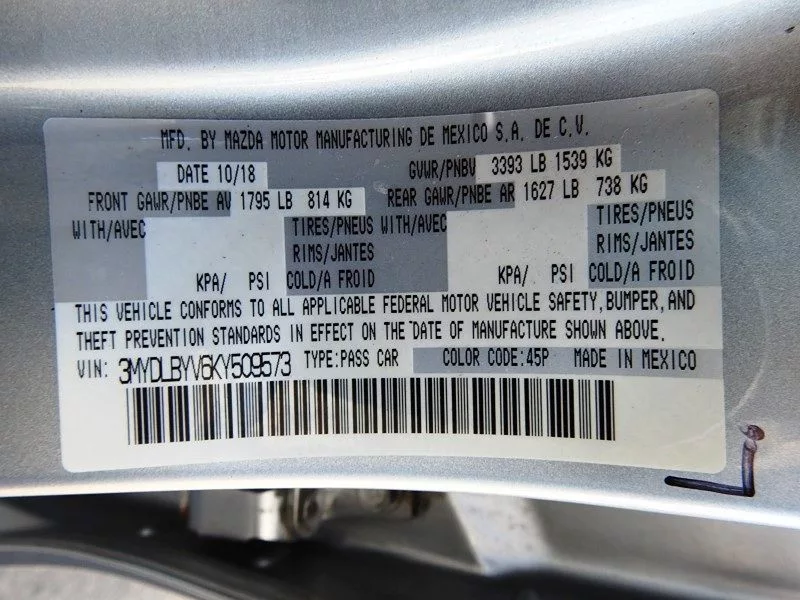 MFD. BY MAZDA MOTOR MANUFACTURING DE MEXICO S.A. DE C.V.
DATE 10/18 GVWR/PNBV 3393 LB 1539 KG
FRONT GAWR/PNBE AV 1795 LB 814 KG REAR GAWR/PNBE AR 1627 LB 738 KG
WITH/AVEC TIRES/PNEUS WITH/AVEC TIRES/PNEUS
RIMS/JANTES RIMS/JANTES
KPA/ PSI COLD/A FROID KPA/ PSI COLD/A FROID
THIS VEHICLE CONFORMS TO ALL APPLICABLE FEDERAL MOTOR VEHICLE SAFETY, BUMPER, AND
THEFT PREVENTION STANDARDS IN EFFECT ON THE DATE OF MANUFACTURE SHOWN ABOVE.
VIN: 3MYDLBYV6KY509573 TYPE:PASS CAR COLOR CODE:45P MADE IN MEXICO